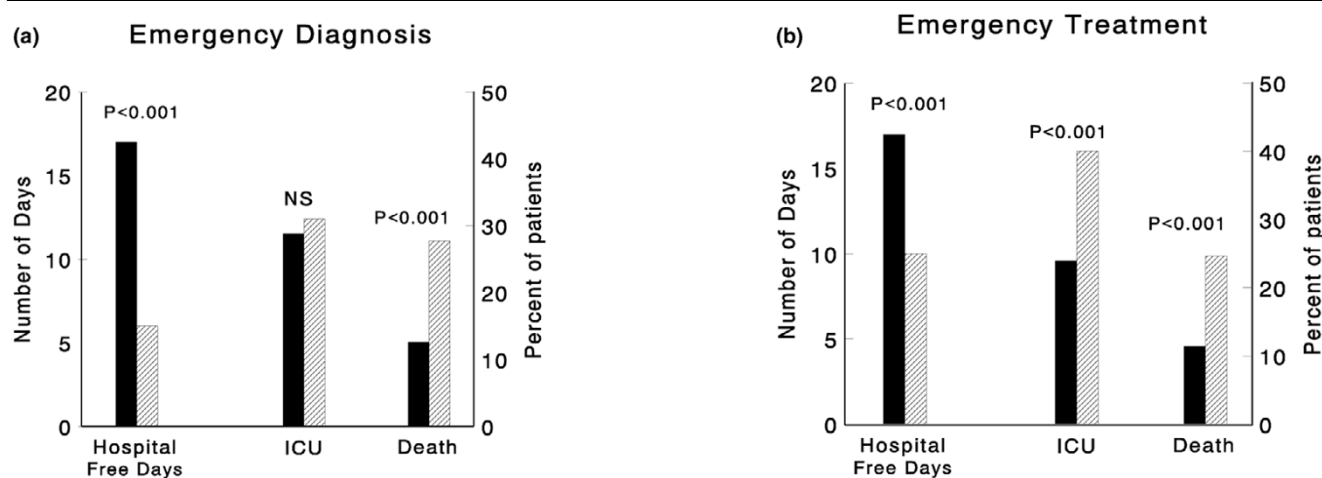 (a)
Emergency Diagnosis
Number of Days
20
15
10
5
0
P<0.001
NS
P<0.001
50
40
30
20
10
0
Percent of patients
Hospital
Free Days
ICU
Death
(b)
Emergency Treatment
Number of Days
20
15
10
5
0
P<0.001
P<0.001
P<0.001
50
40
30
20
10
0
Percent of patients
Hospital
Free Days
ICU
Death